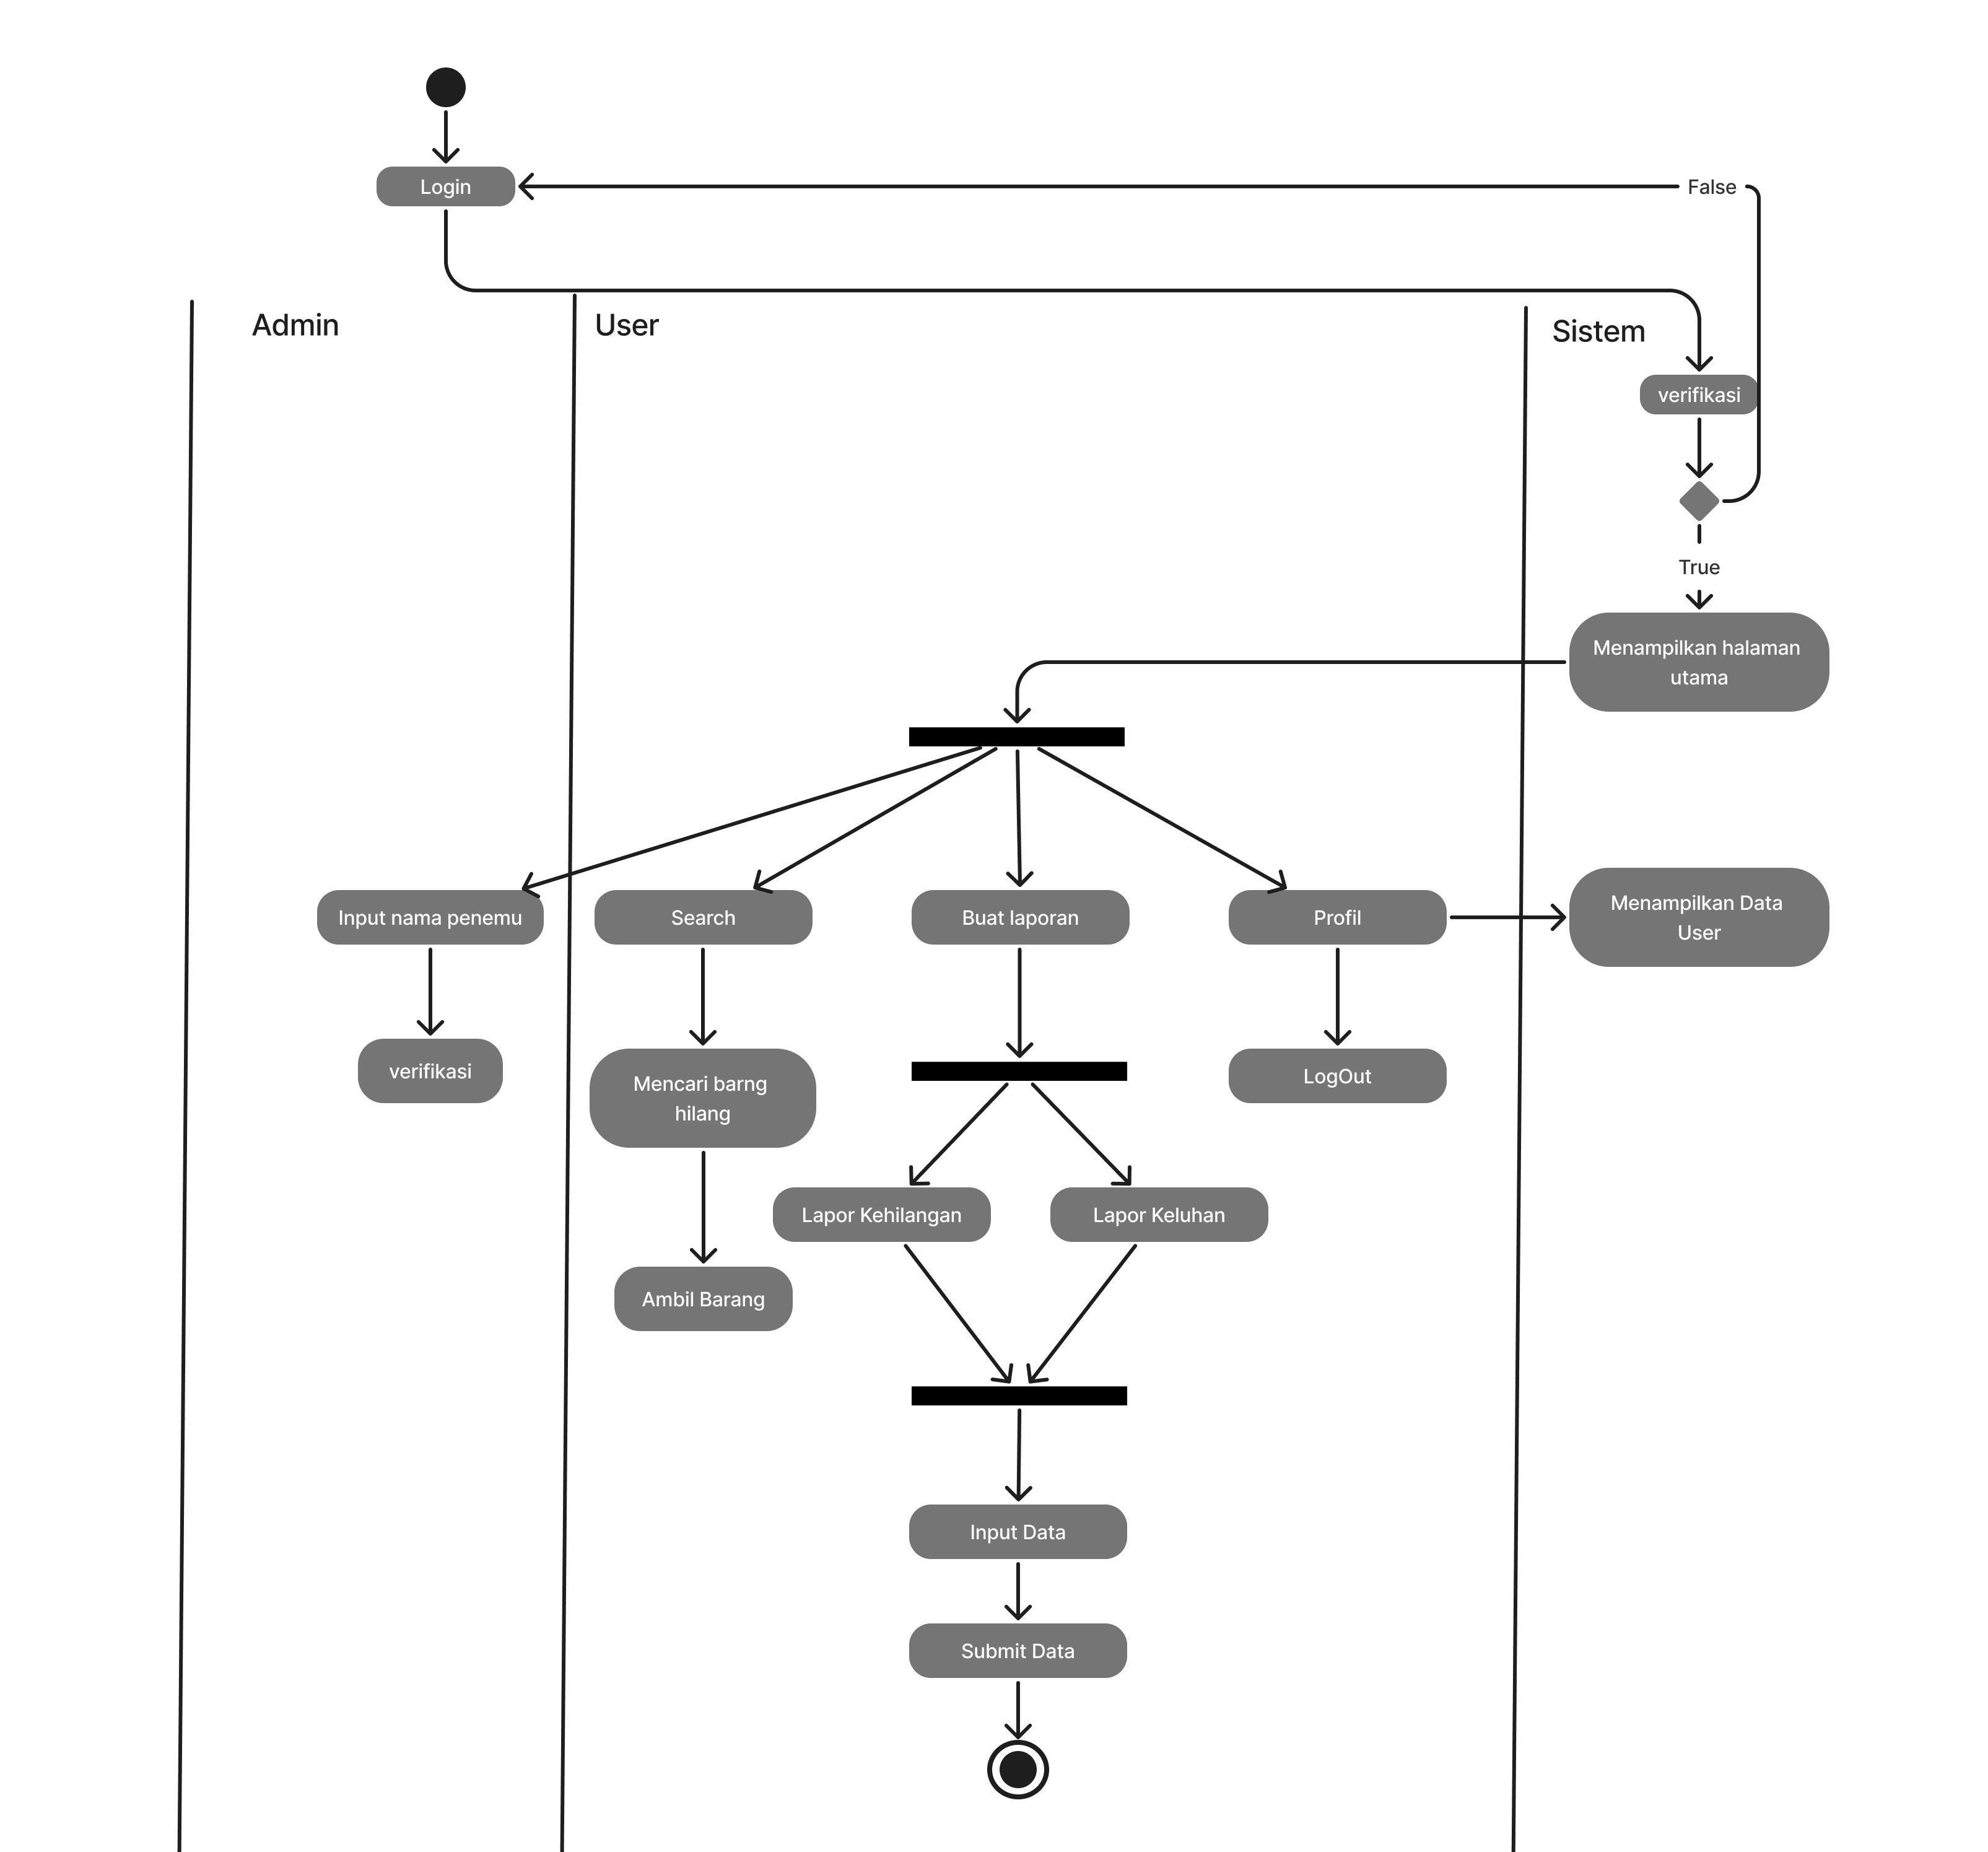 Login
False
Admin
User
Sistem
verifikasi
True
Menampilkan halaman
utama
Input nama penemu
Search
Buat laporan
Profil
Menampilkan Data
User
verifikasi
Mencari barng
hilang
LogOut
Lapor Kehilangan
Lapor Keluhan
Ambil Barang
Input Data
Submit Data